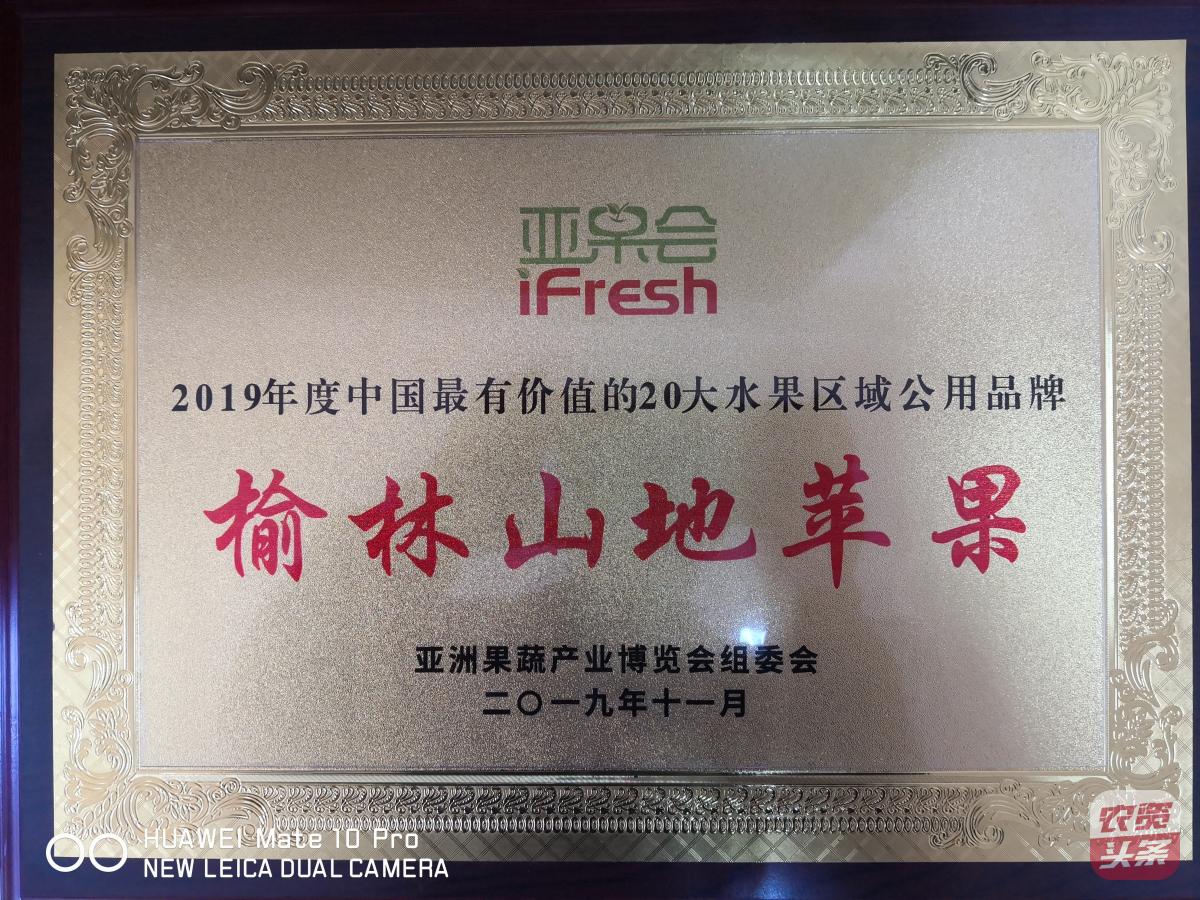 亚果会
iFresh
2019年度中国最有价值的20大水果区域公用品牌
榆林山地苹果
亚洲果蔬产业博览会组委会
二〇一九年十一月
HUAWEI Mate 10 Pro
NEW LEICA DUAL CAMERA
农资
头条